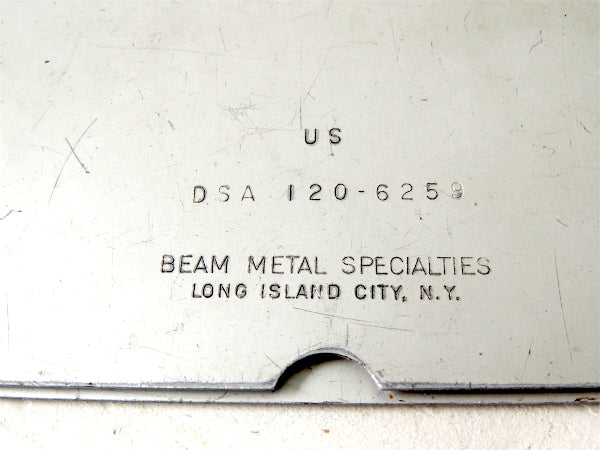 US
DSA 120-6259
BEAM METAL SPECIALTIES
LONG ISLAND CITY, N.Y.